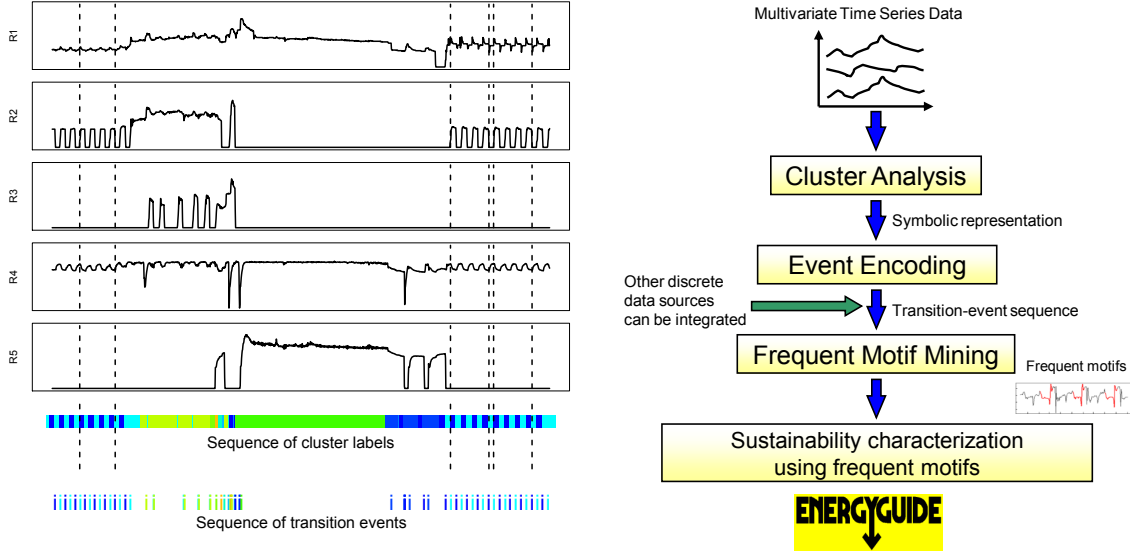 R1
R2
R3
R4
R5
Sequence of cluster labels
Sequence of transition events
Multivariate Time Series Data
Cluster Analysis
Symbolic representation
Event Encoding
Other discrete
data sources
can be integrated
Transition-event sequence
Frequent Motif Mining
Frequent motifs
Sustainability characterization
using frequent motifs
ENERGYGUIDE